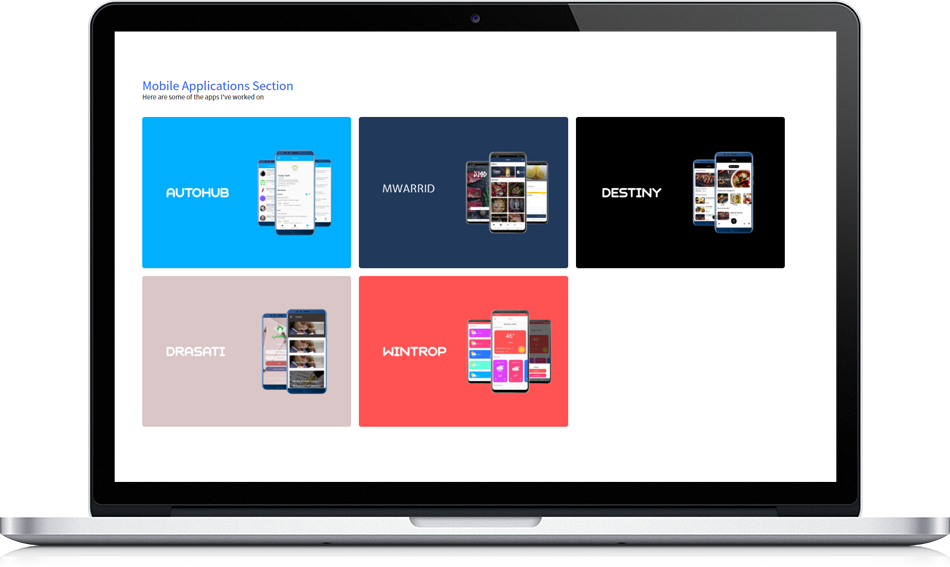 Mobile Applications Section
Here are some of the apps I've worked on
AUTOHUB
MWARRID
DESTINY
DRASATI
WINTROP